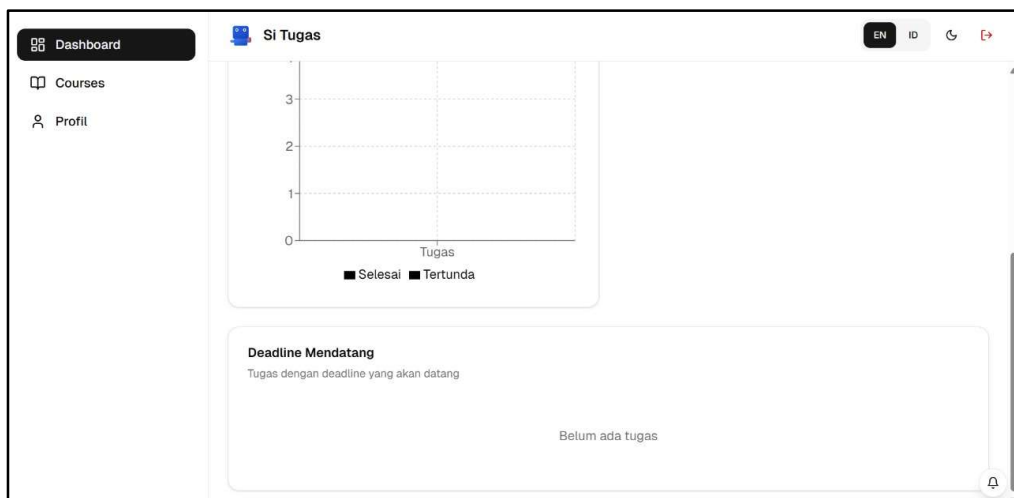 Dashboard
Courses
Profil
Si Tugas
EN ID
3
2
1
0
Tugas
Selesai Tertunda
Deadline Mendatang
Tugas dengan deadline yang akan datang
Belum ada tugas